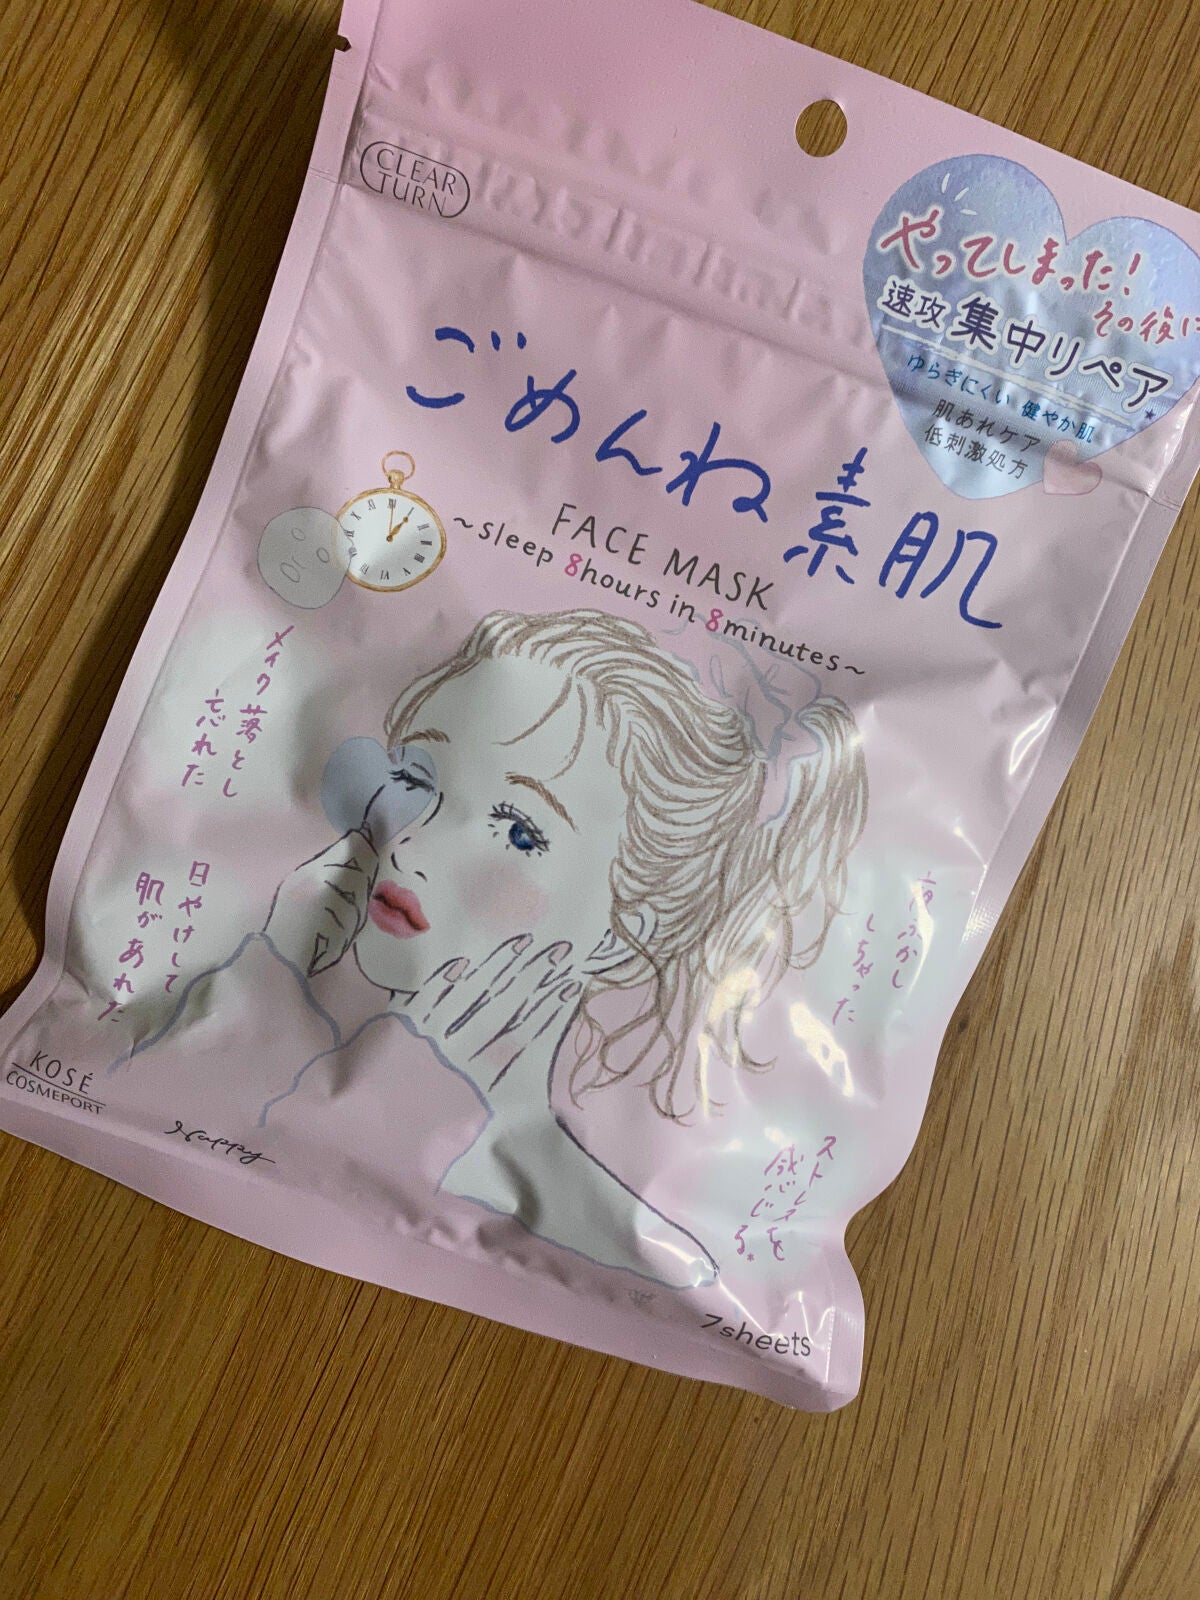 CLEAR
TURN
やってしまった!
その後に
速攻 集中リペア
ゆらぎにくい 健やか肌*
肌あれケア
低刺激処方
ごめんね素肌
FACE MASK
~sleep 8hours in 8minutes~
メイク落とし
忘れた
日やけして
肌があれた
夜ふかし
しちゃった
ストレスを
感じる*
KOSÉ
COSMEPORT
Happy
7sheets